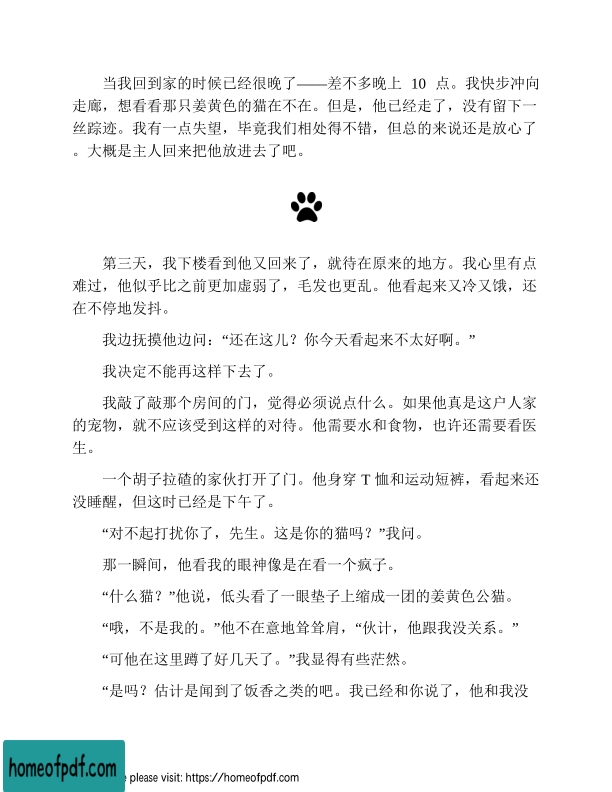 当我回到家的时候已经很晚了——差不多晚上 10 点。我快步冲向
走廊，想看看那只姜黄色的猫在不在。但是，他已经走了，没有留下一
丝踪迹。我有一点失望，毕竟我们相处得不错，但总的来说还是放心了
。大概是主人回来把他放进去了吧。
第三天，我下楼看到他又回来了，就待在原来的地方。我心里有点
难过，他似乎比之前更加虚弱了，毛发也更乱。他看起来又冷又饿，还
在不停地发抖。
我边抚摸他边问：“还在这儿？你今天看起来不太好啊。”
我决定不能再这样下去了。
我敲了敲那个房间的门，觉得必须说点什么。如果他真是这户人家
的宠物，就不应该受到这样的对待。他需要水和食物，也许还需要看医
生。
一个胡子拉碴的家伙打开了门。他身穿 T 恤和运动短裤，看起来还
没睡醒，但这时已经是下午了。
“对不起打扰你了，先生。这是你的猫吗？”我问。
那一瞬间，他看我的眼神像是在看一个疯子。
“什么猫？”他说，低头看了一眼垫子上缩成一团的姜黄色公猫。
“哦，不是我的。”他不在意地耸耸肩，“伙计，他跟我没关系。”
“可他在这里蹲了好几天了。”我显得有些茫然。
“是吗？估计是闻到了饭香之类的吧。我已经和你说了，他和我没
homeofpdf.com
e please visit: https://homeofpdf.com